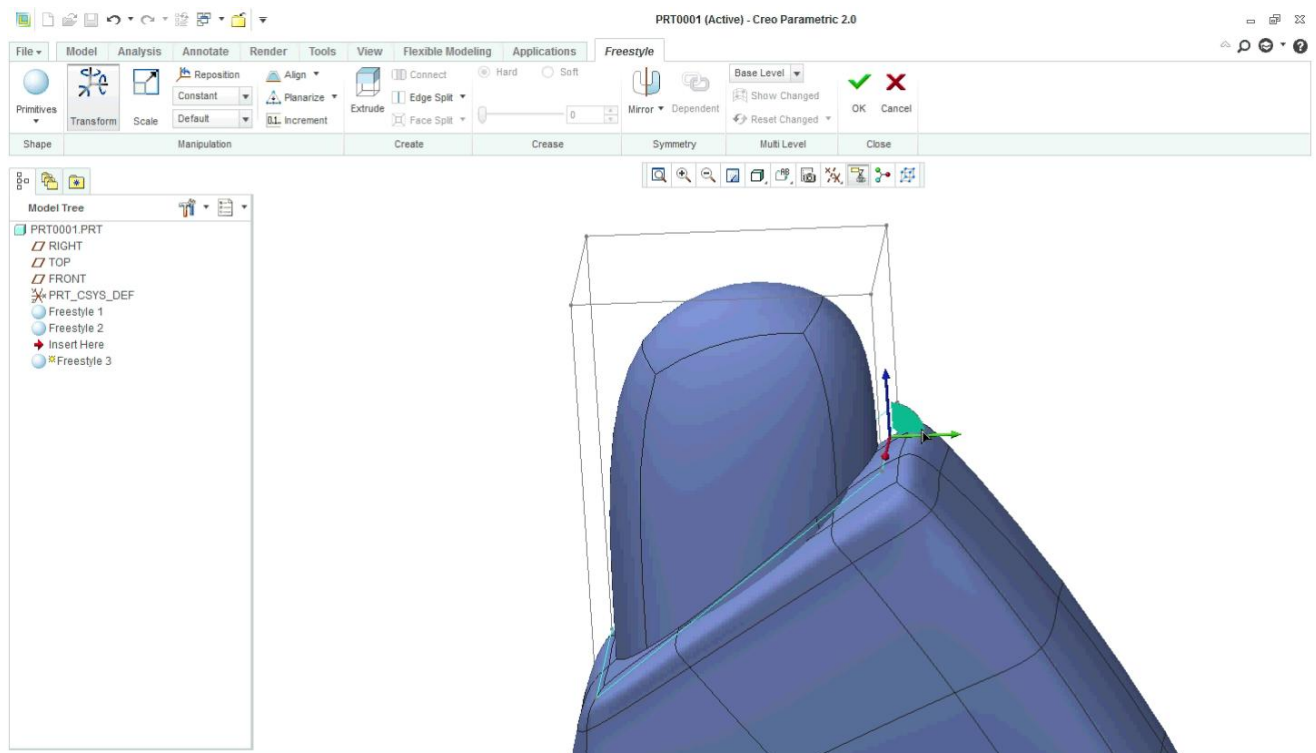 PRT0001 (Active) - Creo Parametric 2.0
File Model Analysis Annotate Render Tools View Flexible Modeling Applications Freestyle
Primitives
Transform
Scale
Reposition
Constant
Default
Align
Planarize
0.1.. Increment
Extrude
Connect
Edge Split
Face Split
Hard Soft
0
Mirror Dependent
Base Level
Show Changed
Reset Changed
OK Cancel
Shape Manipulation Create Crease Symmetry Multi Level Close
Model Tree
PRT0001.PRT
RIGHT
TOP
FRONT
PRT_CSYS_DEF
Freestyle 1
Freestyle 2
Insert Here
Freestyle 3